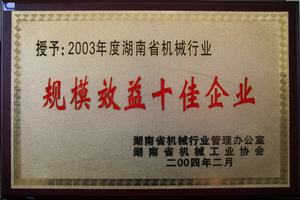 授予:2003年度湖南省机械行业
规模效益十佳企业
湖南省机械行业管理办公室
湖南省机械工业协会
二00四年二月